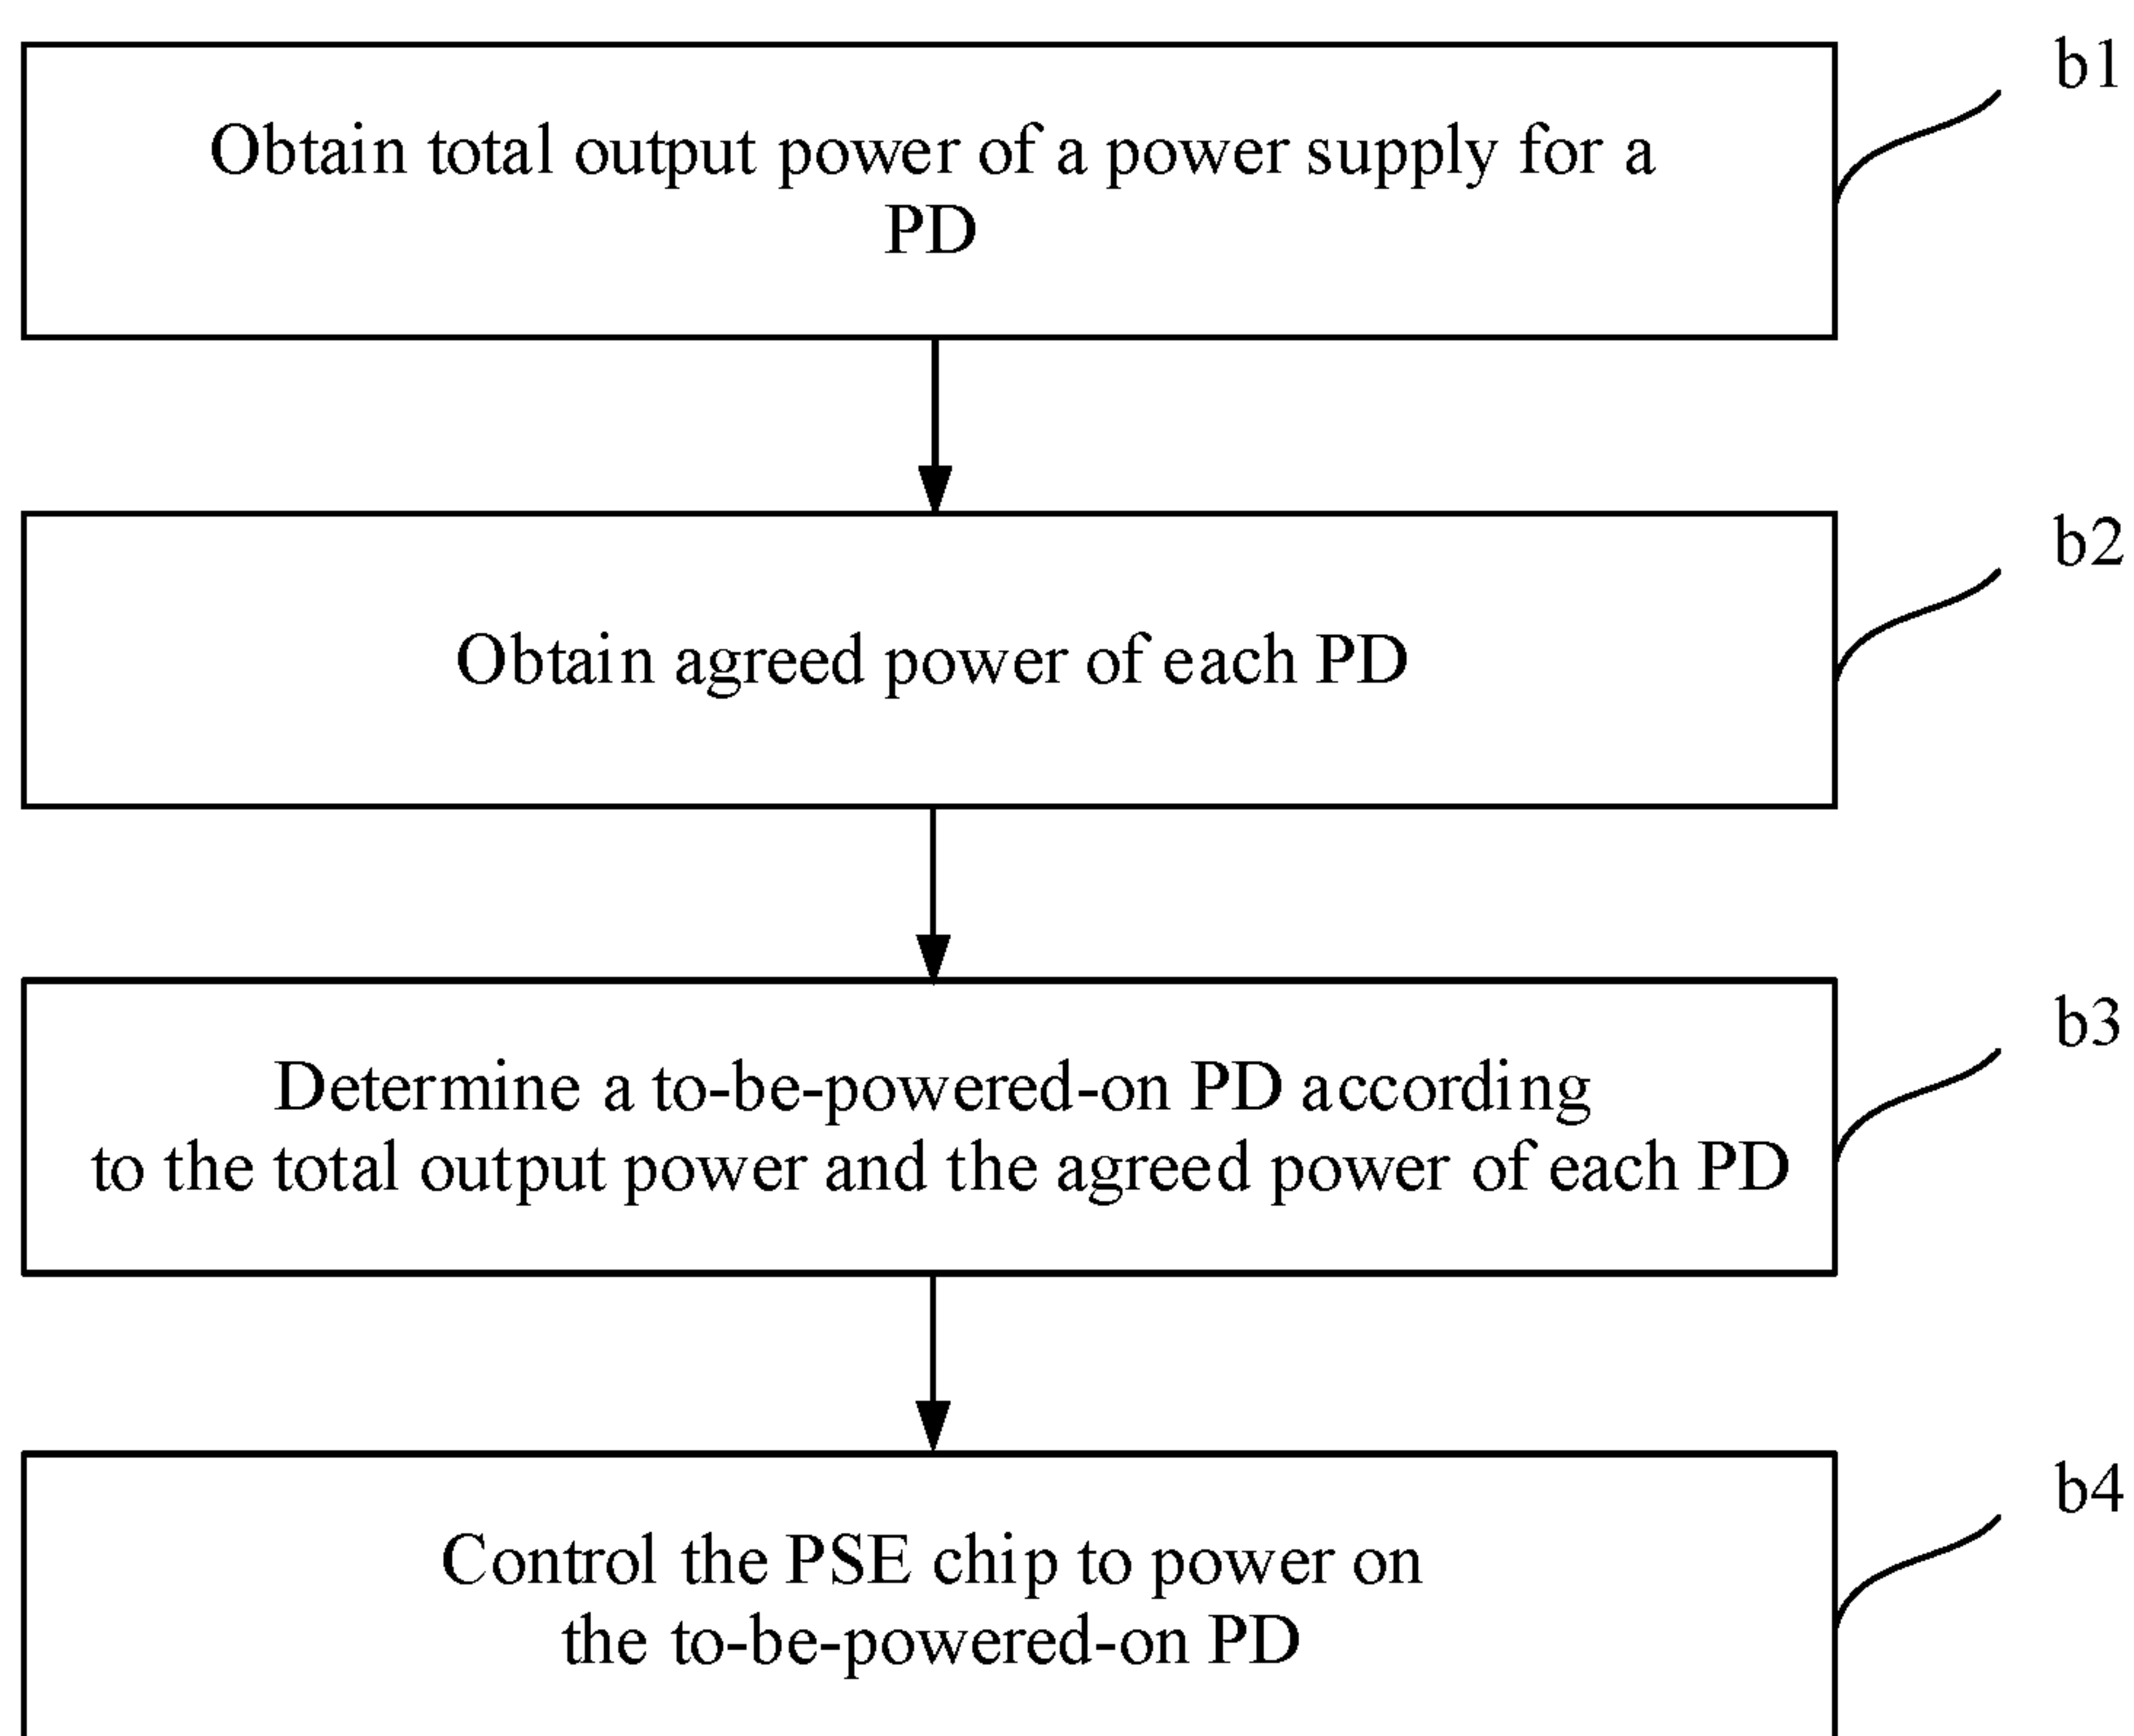 b1
Obtain total output power of a power supply for a
PD
b2
Obtain agreed power of each PD
b3
Determine a to-be-powered-on PD according
to the total output power and the agreed power of each PD
b4
Control the PSE chip to power on
the to-be-powered-on PD